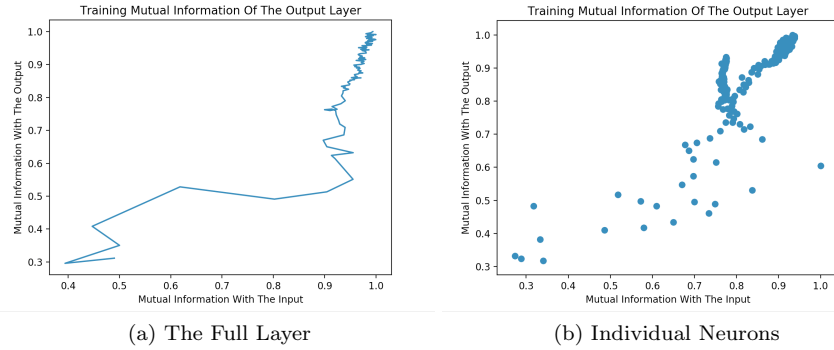 Training Mutual Information Of The Output Layer
Mutual Information With The Output
1.0
0.9
0.8
0.7
0.6
0.5
0.4
0.3
0.4 0.5 0.6 0.7 0.8 0.9 1.0
Mutual Information With The Input
(a) The Full Layer
Training Mutual Information Of The Output Layer
Mutual Information With The Output
1.0
0.9
0.8
0.7
0.6
0.5
0.4
0.3
0.3 0.4 0.5 0.6 0.7 0.8 0.9 1.0
Mutual Information With The Input
(b) Individual Neurons